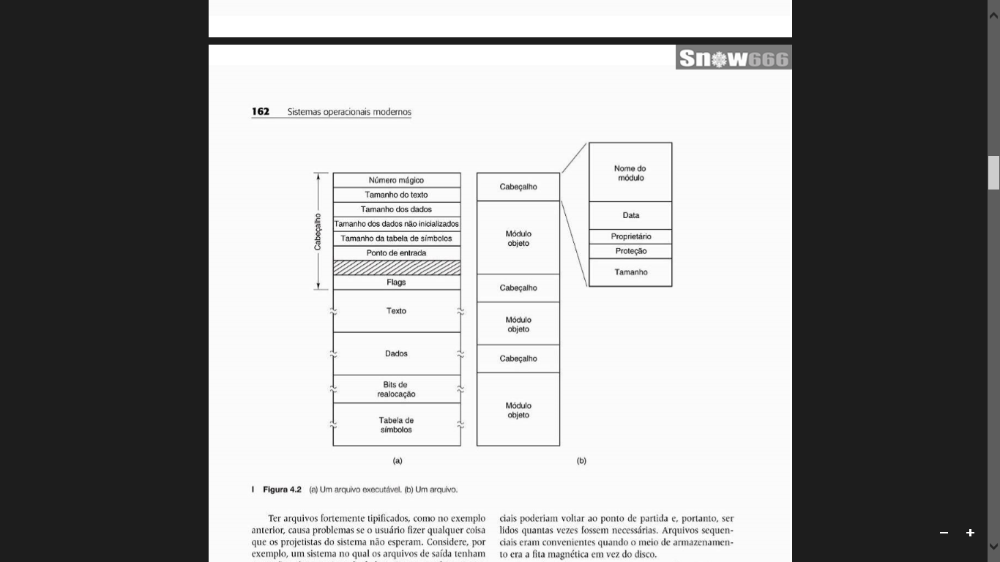 Snow666
162 Sistemas operacionais modernos
Cabeçalho
Número mágico
Tamanho do texto
Tamanho dos dados
Tamanho dos dados não inicializados
Tamanho da tabela de símbolos
Ponto de entrada
Flags
Texto
Dados
Bits de
realocação
Tabela de
símbolos
(a)
Cabeçalho
Módulo
objeto
Cabeçalho
Módulo
objeto
Cabeçalho
Módulo
objeto
Nome do
módulo
Data
Proprietário
Proteção
Tamanho
(b)
Figura 4.2 (a) Um arquivo executável. (b) Um arquivo.
Ter arquivos fortemente tipificados, como no exemplo
anterior, causa problemas se o usuário fizer qualquer coisa
que os projetistas do sistema não esperam. Considere, por
exemplo, um sistema no qual os arquivos de saída tenham
ciais poderiam voltar ao ponto de partida e, portanto, ser
lidos quantas vezes fossem necessárias. Arquivos sequen-
ciais eram convenientes quando o meio de armazenamen-
to era a fita magnética em vez do disco.